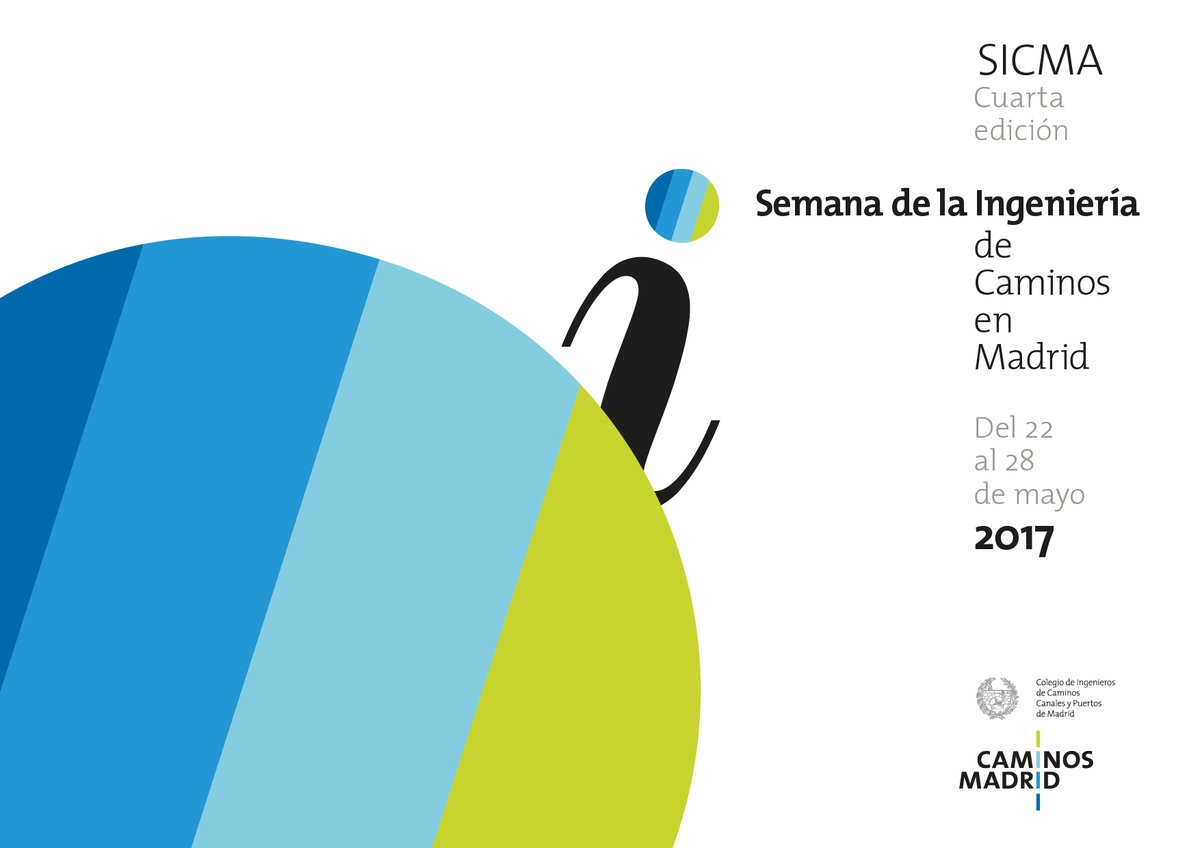 SICMA
Cuarta
edición
i
Semana de la Ingeniería
de
Caminos
en
Madrid
Del 22
al 28
de mayo
2017
Colegio de Ingenieros
de Caminos
Canales y Puertos
de Madrid
CAMINOS
MADRID